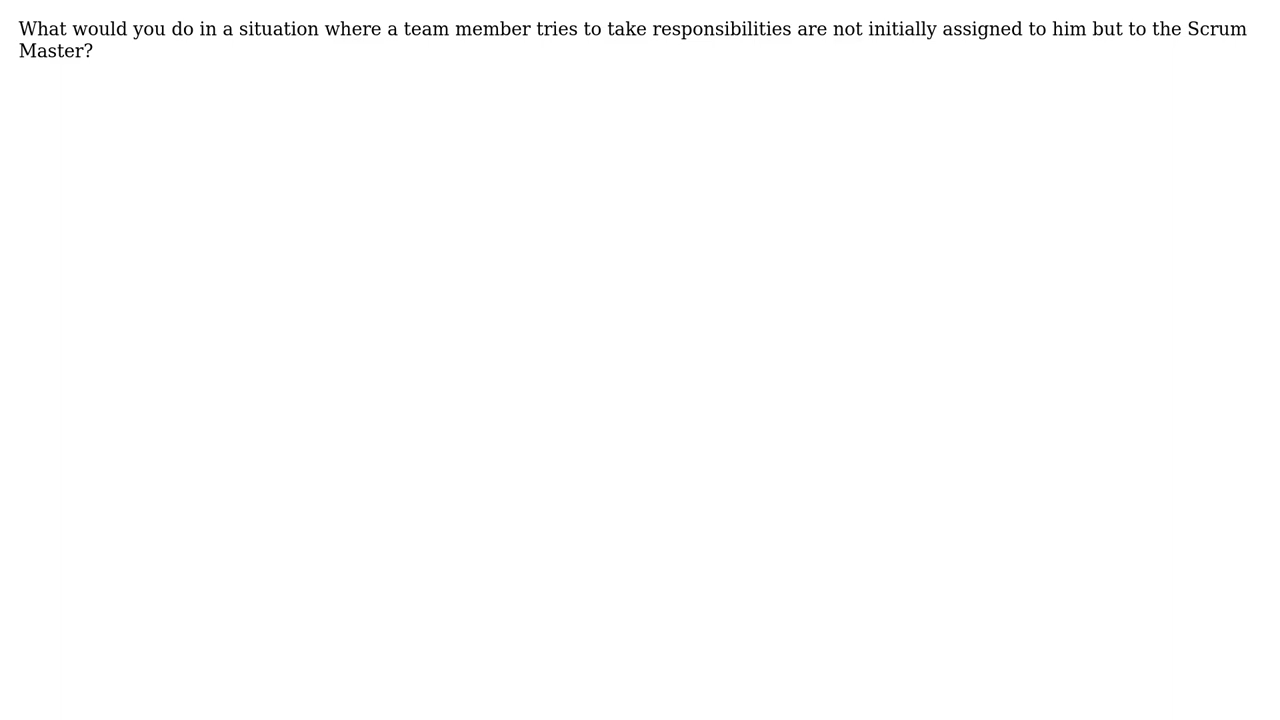 What would you do in a situation where a team member tries to take responsibilities are not initially assigned to him but to the Scrum
Master?